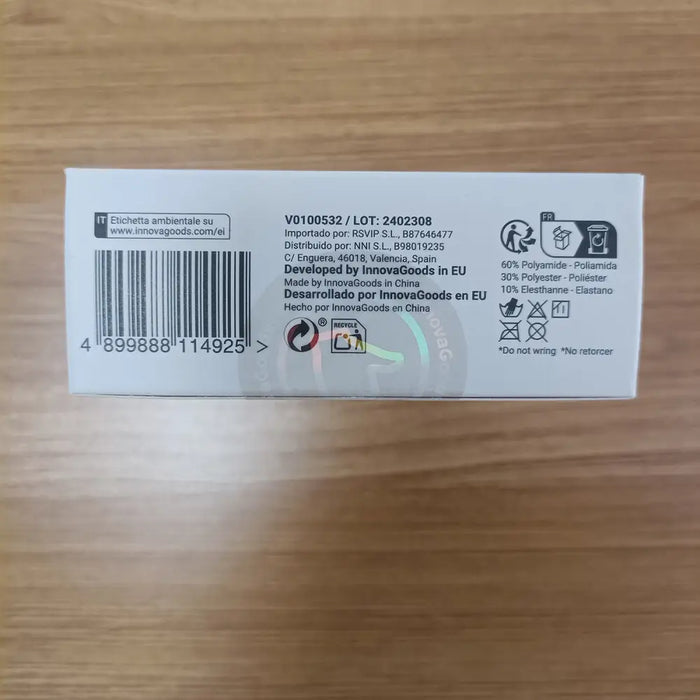 IT Etichetta ambientale su
www.innovagoods.com/ei
4 899888 114925 >
V0100532 / LOT: 2402308
Importado por: RSVIP S.L., B87646477
Distribuido por: NNI S.L., B98019235
C/ Enguera, 46018, Valencia, Spain
Developed by InnovaGoods in EU
Made by InnovaGoods in China
Desarrollado por InnovaGoods en EU
Hecho por InnovaGoods en China
®
RECYCLE
FR
60% Polyamide - Poliamida
30% Polyester - Poliéster
10% Elesthanne - Elastano
*Do not wring *No retorcer
InnovaGoods